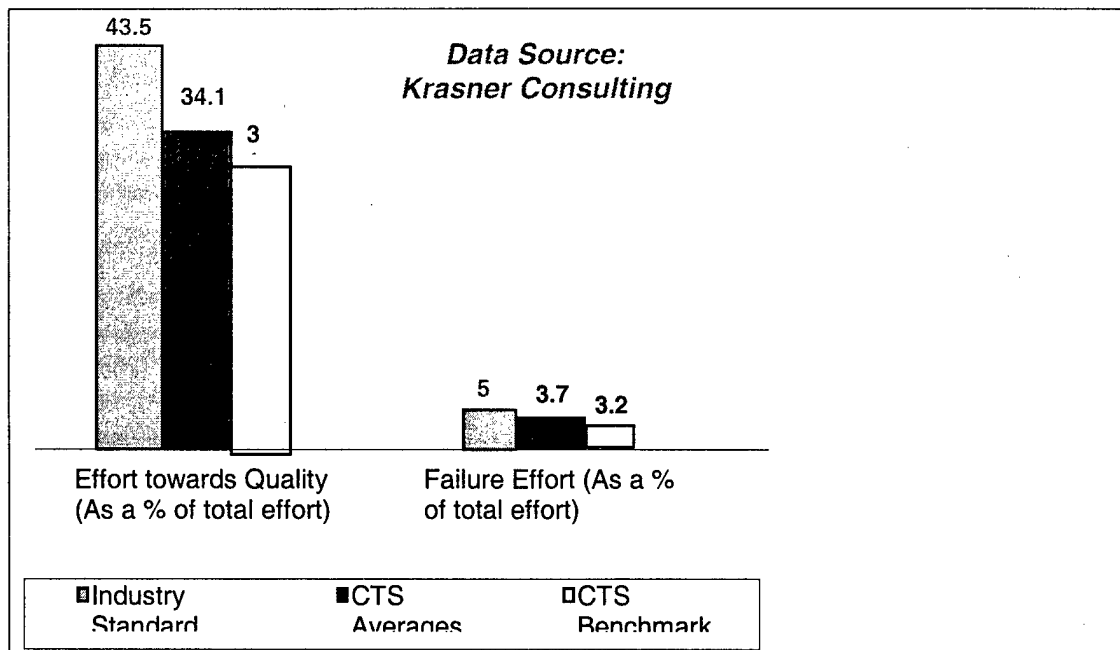 43.5
Data Source:
Krasner Consulting
34.1
3
5
3.7
3.2
Effort towards Quality
(As a % of total effort)
Failure Effort (As a %
of total effort)
Industry
Standard
CTS
Averages
CTS
Benchmark